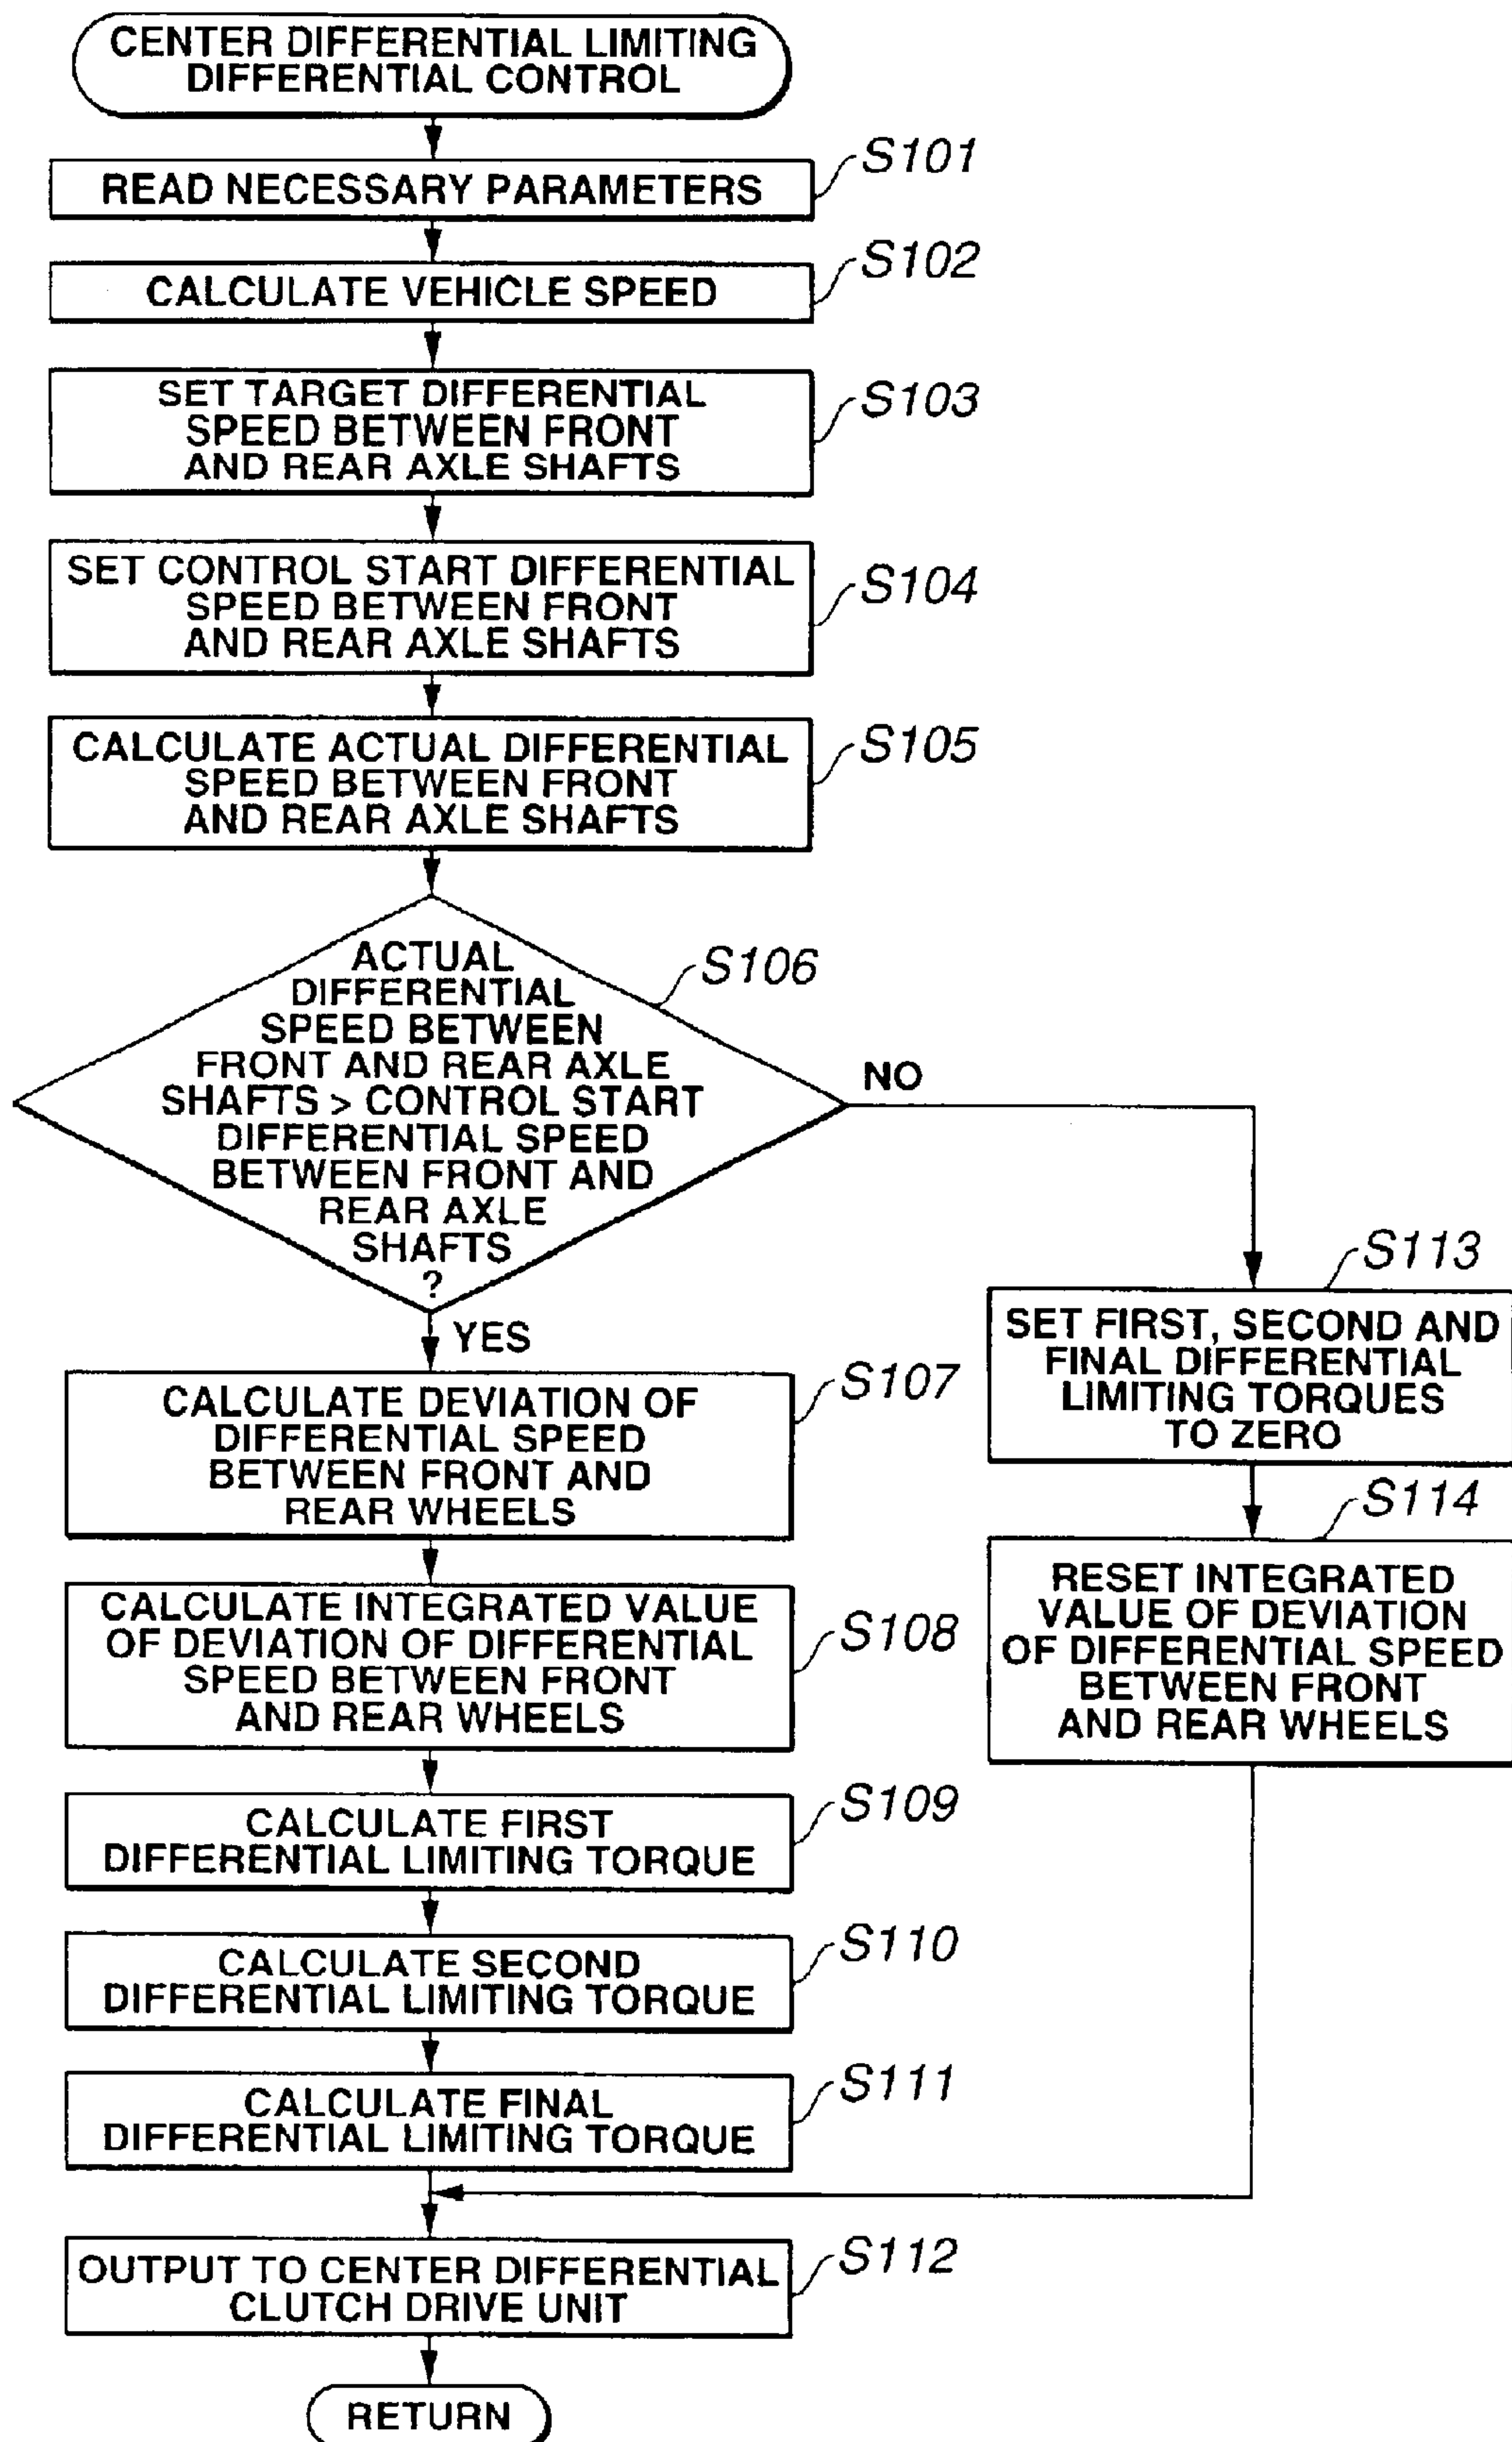 CENTER DIFFERENTIAL LIMITING
DIFFERENTIAL CONTROL
S101
READ NECESSARY PARAMETERS
S102
CALCULATE VEHICLE SPEED
S103
SET TARGET DIFFERENTIAL
SPEED BETWEEN FRONT
AND REAR AXLE SHAFTS
S104
SET CONTROL START DIFFERENTIAL
SPEED BETWEEN FRONT
AND REAR AXLE SHAFTS
S105
CALCULATE ACTUAL DIFFERENTIAL
SPEED BETWEEN FRONT
AND REAR AXLE SHAFTS
S106
ACTUAL
DIFFERENTIAL
SPEED BETWEEN
FRONT AND REAR AXLE
SHAFTS > CONTROL START
DIFFERENTIAL SPEED
BETWEEN FRONT AND
REAR AXLE
SHAFTS
?
NO
YES
S107
CALCULATE DEVIATION OF
DIFFERENTIAL SPEED
BETWEEN FRONT AND
REAR WHEELS
S108
CALCULATE INTEGRATED VALUE
OF DEVIATION OF DIFFERENTIAL
SPEED BETWEEN FRONT
AND REAR WHEELS
S109
CALCULATE FIRST
DIFFERENTIAL LIMITING TORQUE
S110
CALCULATE SECOND
DIFFERENTIAL LIMITING TORQUE
S111
CALCULATE FINAL
DIFFERENTIAL LIMITING TORQUE
S113
SET FIRST, SECOND AND
FINAL DIFFERENTIAL
LIMITING TORQUES
TO ZERO
S114
RESET INTEGRATED
VALUE OF DEVIATION
OF DIFFERENTIAL SPEED
BETWEEN FRONT
AND REAR WHEELS
S112
OUTPUT TO CENTER DIFFERENTIAL
CLUTCH DRIVE UNIT
RETURN